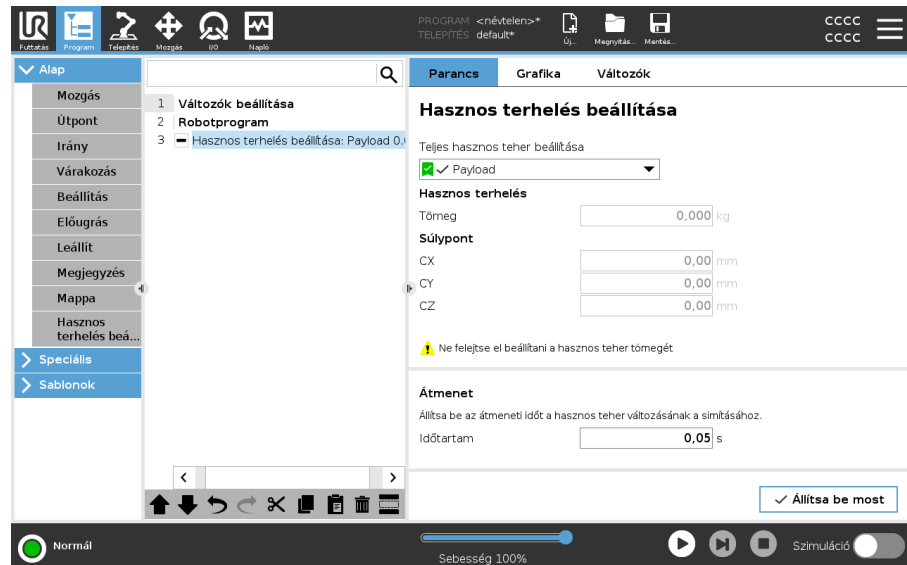 PROGRAM <névtelen>*
TELEPÍTÉS default*
cccc
cccc
UR
Futtatás Program Telepítés Mozgás I/O Napló Új... Megnyitás... Mentés...
Alap
Mozgás
Útpont
Irány
Várakozás
Beállítás
Előugrás
Leállít
Megjegyzés
Mappa
Hasznos
terhelés beá...
Speciális
Sablonok
1 Változók beállítása
2 Robotprogram
3 Hasznos terhelés beállítása: Payload 0.
Parancs Grafika Változók
Hasznos terhelés beállítása
Teljes hasznos teher beállítása
Payload
Hasznos terhelés
Tömeg 0,000 kg
Súlypont
CX 0,00 mm
CY 0,00 mm
CZ 0,00 mm
Ne felejtse el beállítani a hasznos teher tömegét
Átmenet
Állítsa be az átmeneti időt a hasznos teher változásának a simításához.
Időtartam 0,05 s
Állítsa be most
Normál
Sebesség 100%
Szimuláció